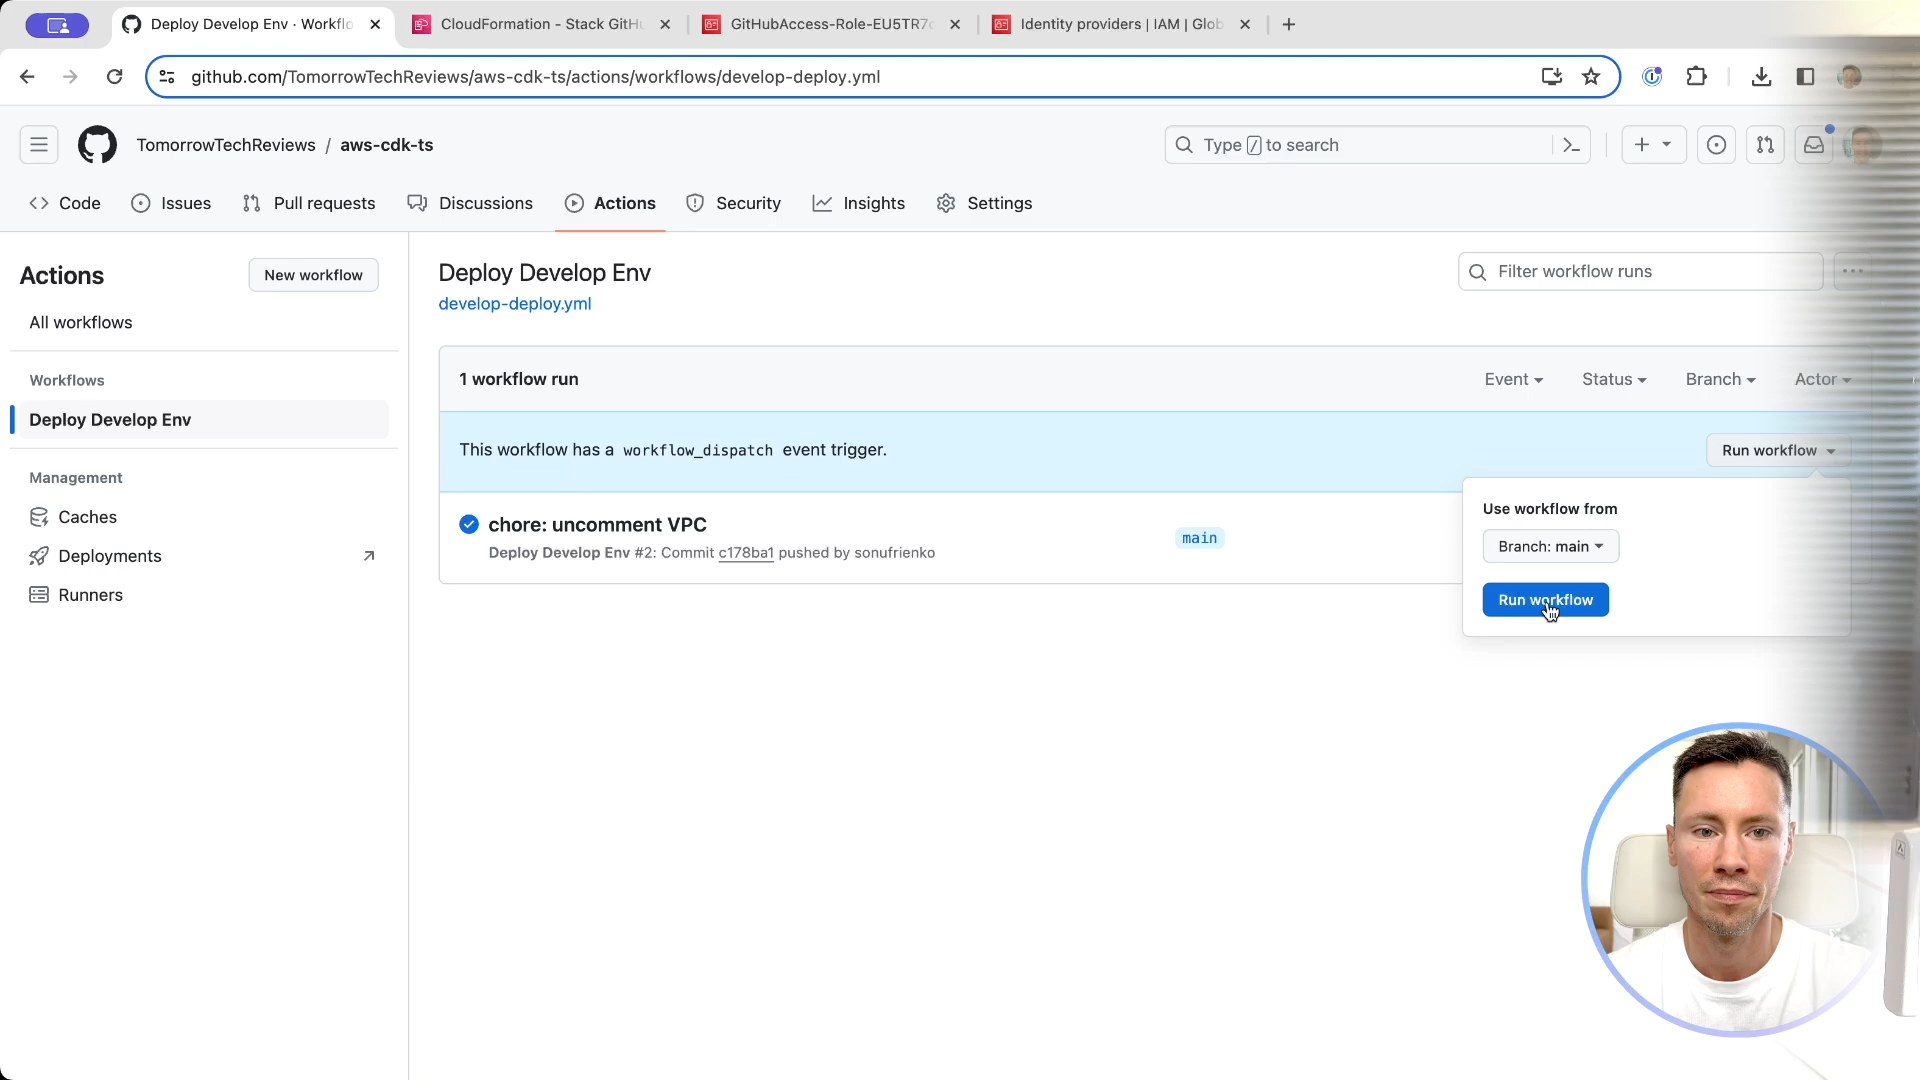 Deploy Develop Env · Workflo
CloudFormation - Stack GitHu
GitHubAccess-Role-EU5TR7c
Identity providers | IAM | Glob
github.com/TomorrowTechReviews/aws-cdk-ts/actions/workflows/develop-deploy.yml
TomorrowTechReviews / aws-cdk-ts
Type / to search
Code
Issues
Pull requests
Discussions
Actions
Security
Insights
Settings
Actions
New workflow
All workflows
Workflows
Deploy Develop Env
Management
Caches
Deployments
Runners
Deploy Develop Env
develop-deploy.yml
Filter workflow runs
1 workflow run
Event
Status
Branch
Actor
This workflow has a workflow_dispatch event trigger.
Run workflow
Use workflow from
Branch: main
Run workflow
chore: uncomment VPC
Deploy Develop Env #2: Commit c178ba1 pushed by sonufrienko
main